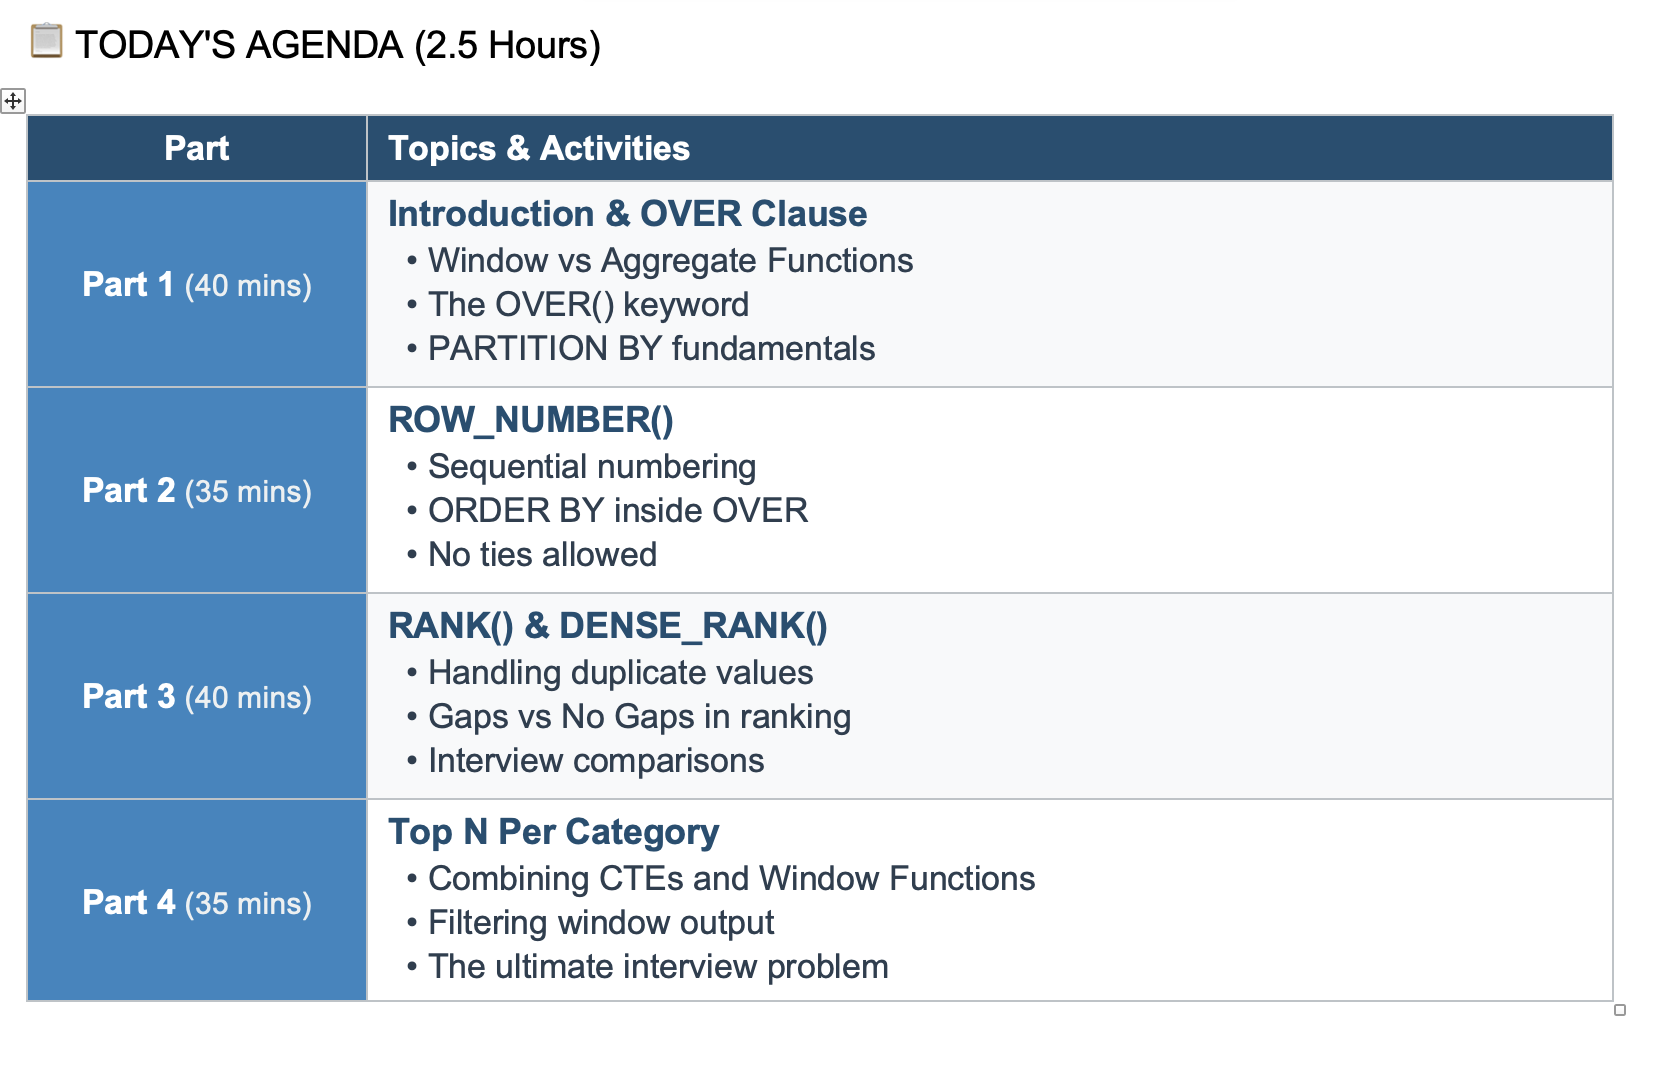 📋 TODAY'S AGENDA (2.5 Hours)
Part
Topics & Activities
Part 1 (40 mins)
Introduction & OVER Clause
• Window vs Aggregate Functions
• The OVER() keyword
• PARTITION BY fundamentals
Part 2 (35 mins)
ROW_NUMBER()
• Sequential numbering
• ORDER BY inside OVER
• No ties allowed
Part 3 (40 mins)
RANK() & DENSE_RANK()
• Handling duplicate values
• Gaps vs No Gaps in ranking
• Interview comparisons
Part 4 (35 mins)
Top N Per Category
• Combining CTEs and Window Functions
• Filtering window output
• The ultimate interview problem